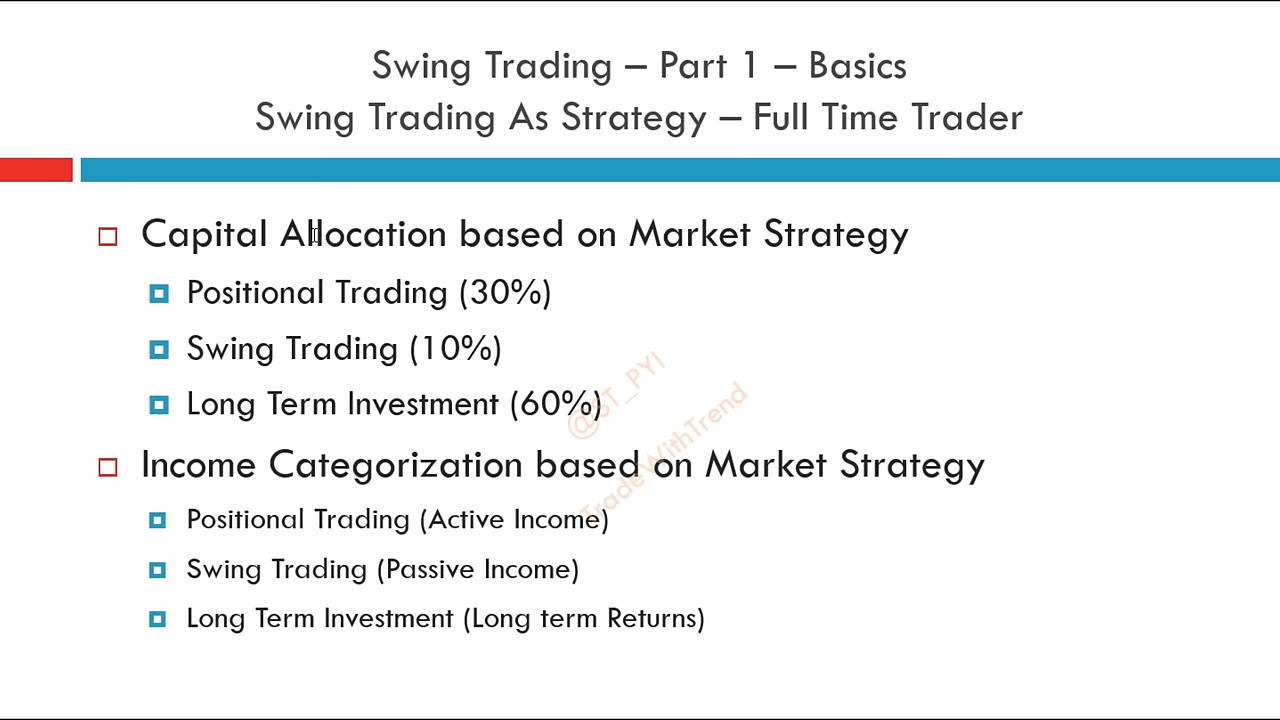 Swing Trading – Part 1 – Basics
Swing Trading As Strategy – Full Time Trader
Capital Allocation based on Market Strategy
Positional Trading (30%)
Swing Trading (10%)
Long Term Investment (60%)
@ST_PYI
TradeWithTrend
Income Categorization based on Market Strategy
Positional Trading (Active Income)
Swing Trading (Passive Income)
Long Term Investment (Long term Returns)